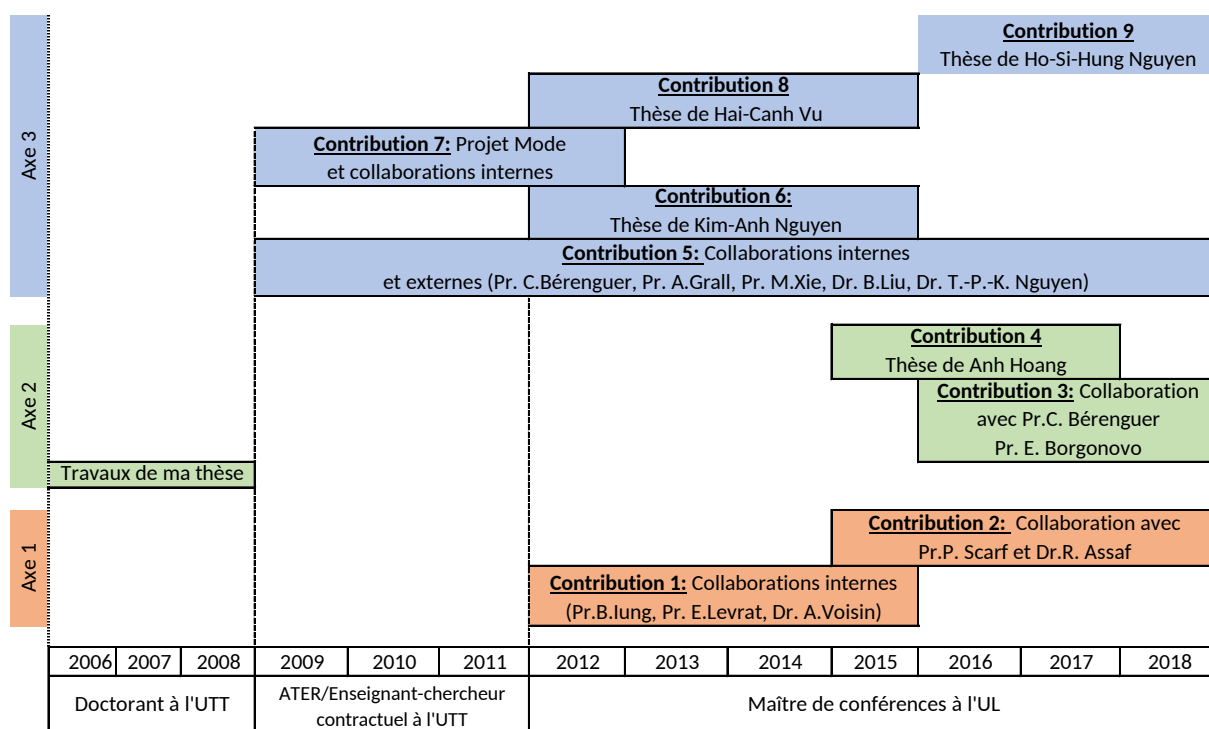 Axe 3
Contribution 9
Thèse de Ho-Si-Hung Nguyen
Contribution 8
Thèse de Hai-Canh Vu
Contribution 7: Projet Mode
et collaborations internes
Contribution 6:
Thèse de Kim-Anh Nguyen
Contribution 5: Collaborations internes
et externes (Pr. C.Bérenguer, Pr. A.Grall, Pr. M.Xie, Dr. B.Liu, Dr. T.-P.-K. Nguyen)
Axe 2
Contribution 4
Thèse de Anh Hoang
Contribution 3: Collaboration
avec Pr.C. Bérenguer
Pr. E. Borgonovo
Travaux de ma thèse
Axe 1
Contribution 2: Collaboration avec
Pr.P. Scarf et Dr.R. Assaf
Contribution 1: Collaborations internes
(Pr.B.Iung, Pr. E.Levrat, Dr. A.Voisin)
2006 2007 2008 2009 2010 2011 2012 2013 2014 2015 2016 2017 2018
Doctorant à l'UTT
ATER/Enseignant-chercheur
contractuel à l'UTT
Maître de conférences à l'UL